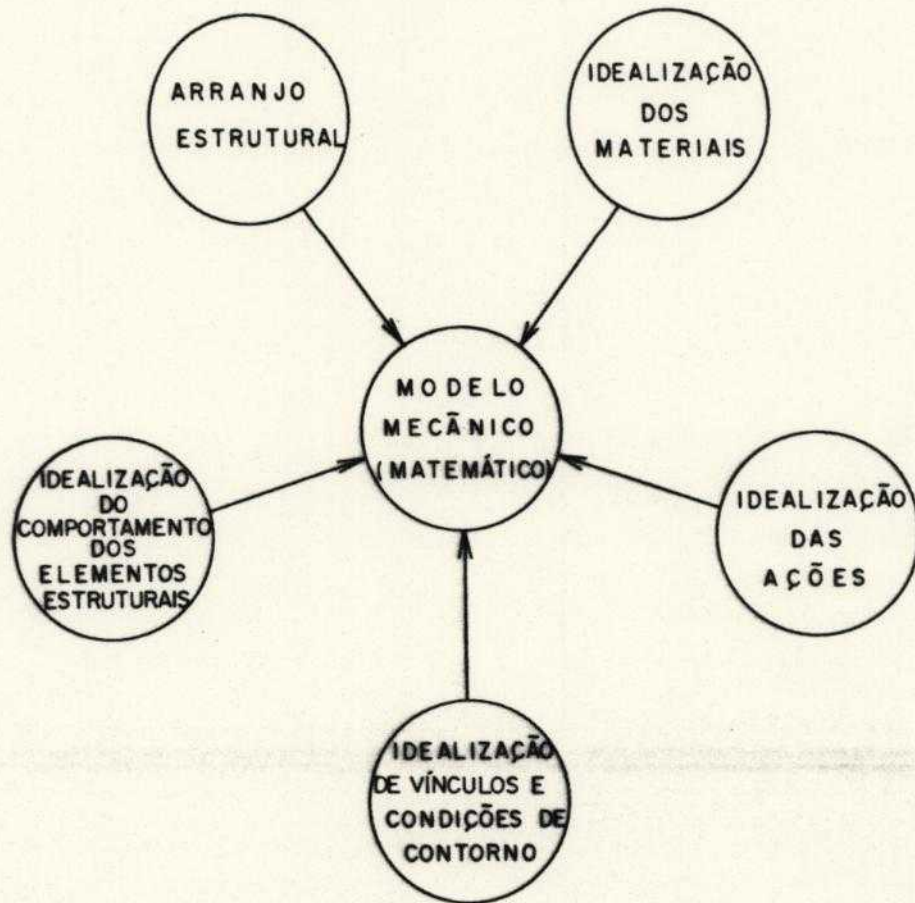 ARRANJO
ESTRUTURAL
IDEALIZAÇÃO
DOS
MATERIAIS
MODELO
MECÂNICO
(MATEMÁTICO)
IDEALIZAÇÃO
DO
COMPORTAMENTO
DOS
ELEMENTOS
ESTRUTURAIS
IDEALIZAÇÃO
DAS
AÇÕES
IDEALIZAÇÃO
DE VÍNCULOS E
CONDIÇÕES DE
CONTORNO